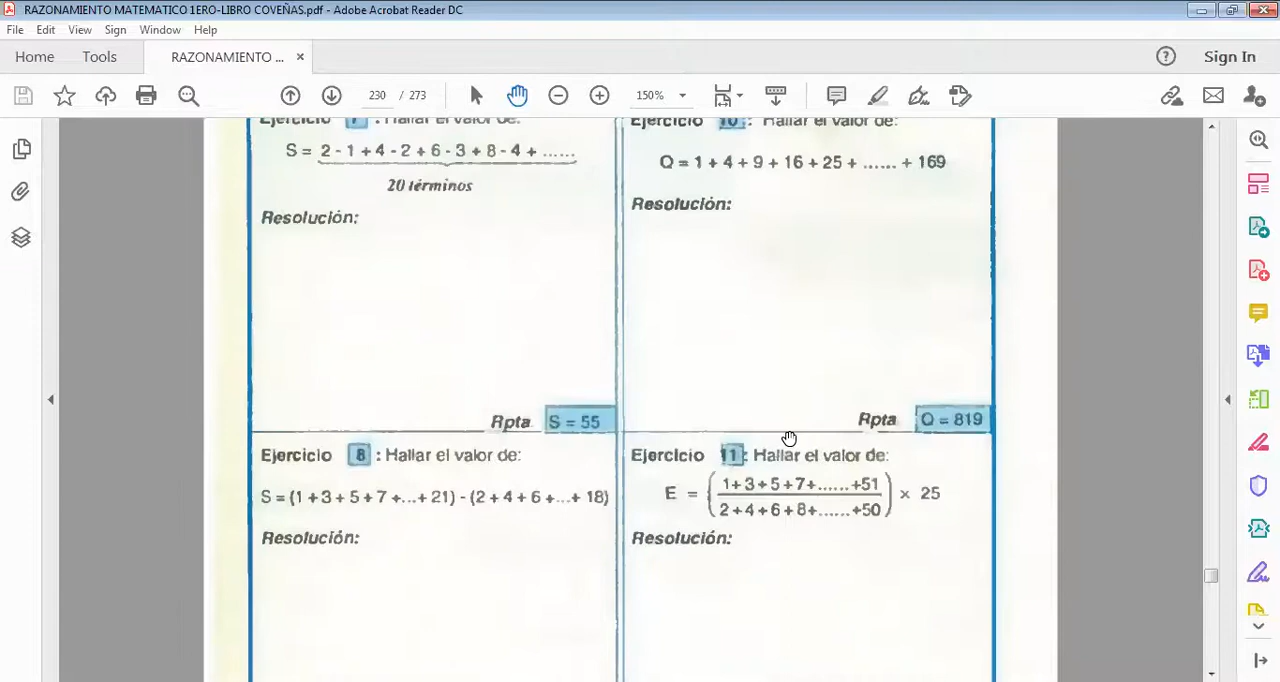 RAZONAMIENTO MATEMATICO 1ERO-LIBRO COVEÑAS.pdf - Adobe Acrobat Reader DC
File Edit View Sign Window Help
Home Tools RAZONAMIENTO ... × Sign In
230 / 273 150%
Ejercicio 7 : Hallar el valor de:
S = 2 - 1 + 4 - 2 + 6 - 3 + 8 - 4 + ......
20 términos
Resolución:
Rpta S = 55
Ejercicio 8 : Hallar el valor de:
S = (1 + 3 + 5 + 7 +...+ 21) - (2 + 4 + 6 +...+ 18)
Resolución:
Ejercicio 10 : Hallar el valor de:
Q = 1 + 4 + 9 + 16 + 25 + ...... + 169
Resolución:
Rpta Q = 819
Ejercicio 11 : Hallar el valor de:
E = ( 1+3+5+7+......+51 / 2+4+6+8+......+50 ) × 25
Resolución: